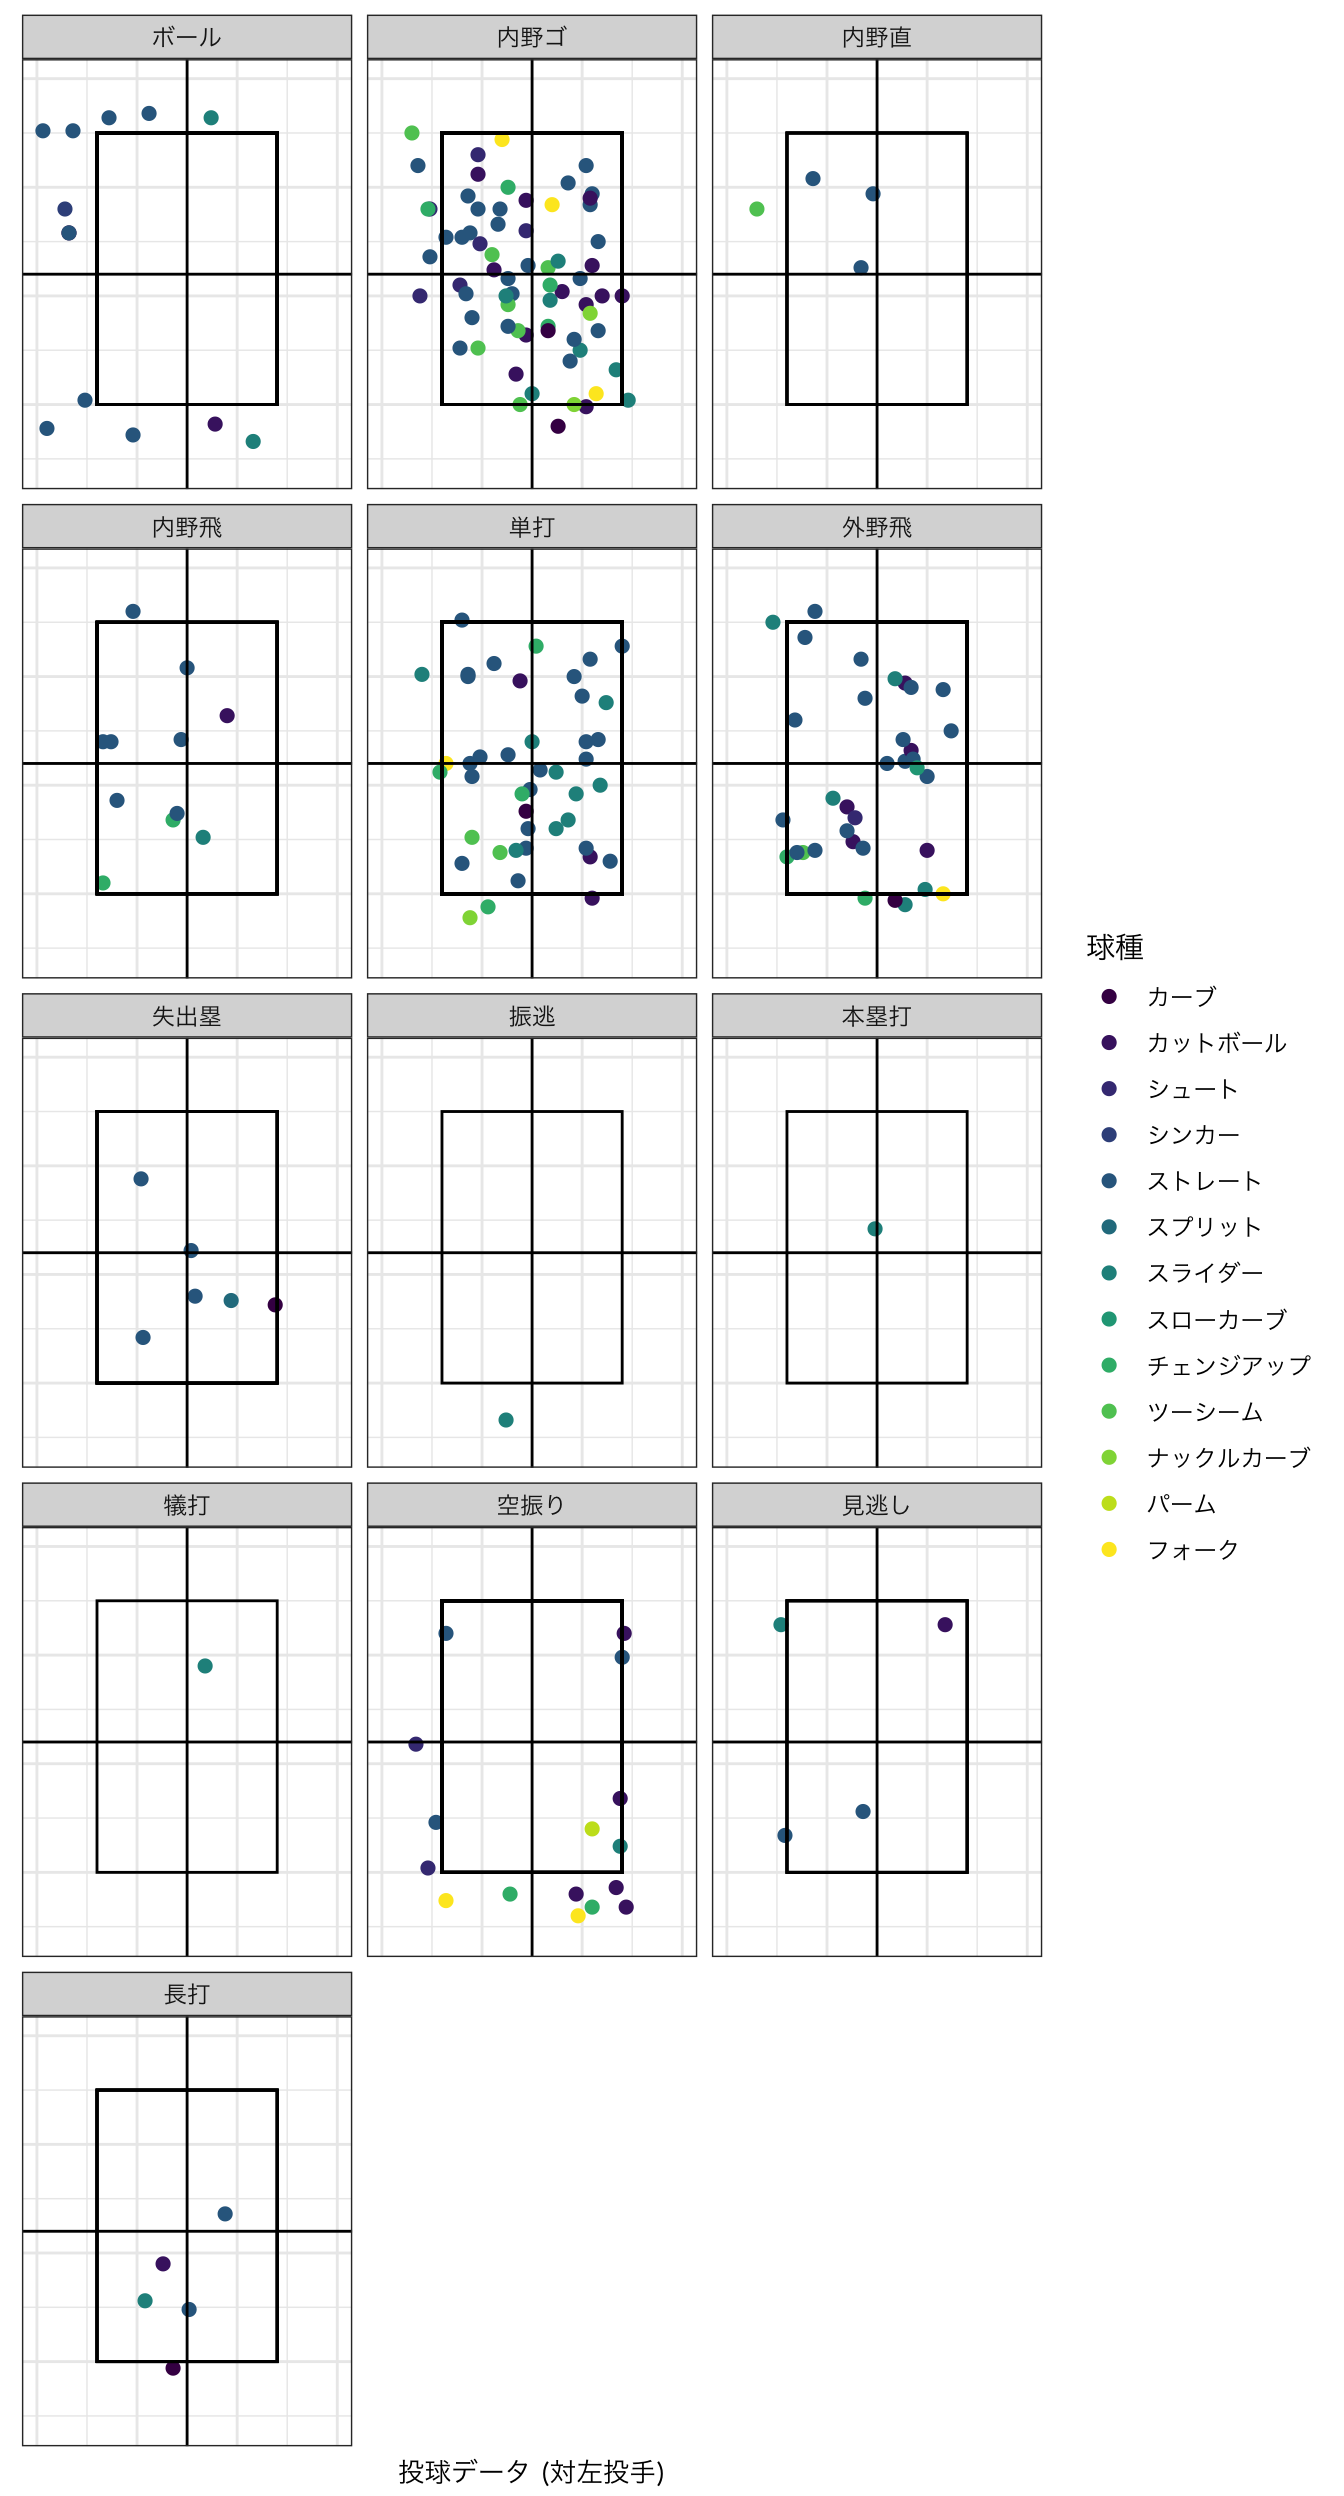 ボール
内野ゴ
内野直
内野飛
単打
外野飛
失出塁
振逃
本塁打
犠打
空振り
見逃し
長打
球種
カーブ
カットボール
シュート
シンカー
ストレート
スプリット
スライダー
スローカーブ
チェンジアップ
ツーシーム
ナックルカーブ
パーム
フォーク
投球データ (対左投手)